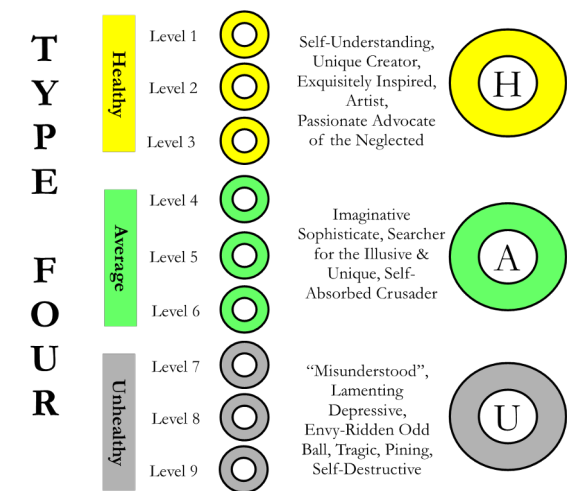 TYPE FOUR
Healthy
Level 1
Level 2
Level 3
Self-Understanding,
Unique Creator,
Exquisitely Inspired,
Artist,
Passionate Advocate
of the Neglected
H
Average
Level 4
Level 5
Level 6
Imaginative
Sophisticate, Searcher
for the Illusive &
Unique, Self-
Absorbed Crusader
A
Unhealthy
Level 7
Level 8
Level 9
“Misunderstood”,
Lamenting
Depressive,
Envy-Ridden Odd
Ball, Tragic, Pining,
Self-Destructive
U